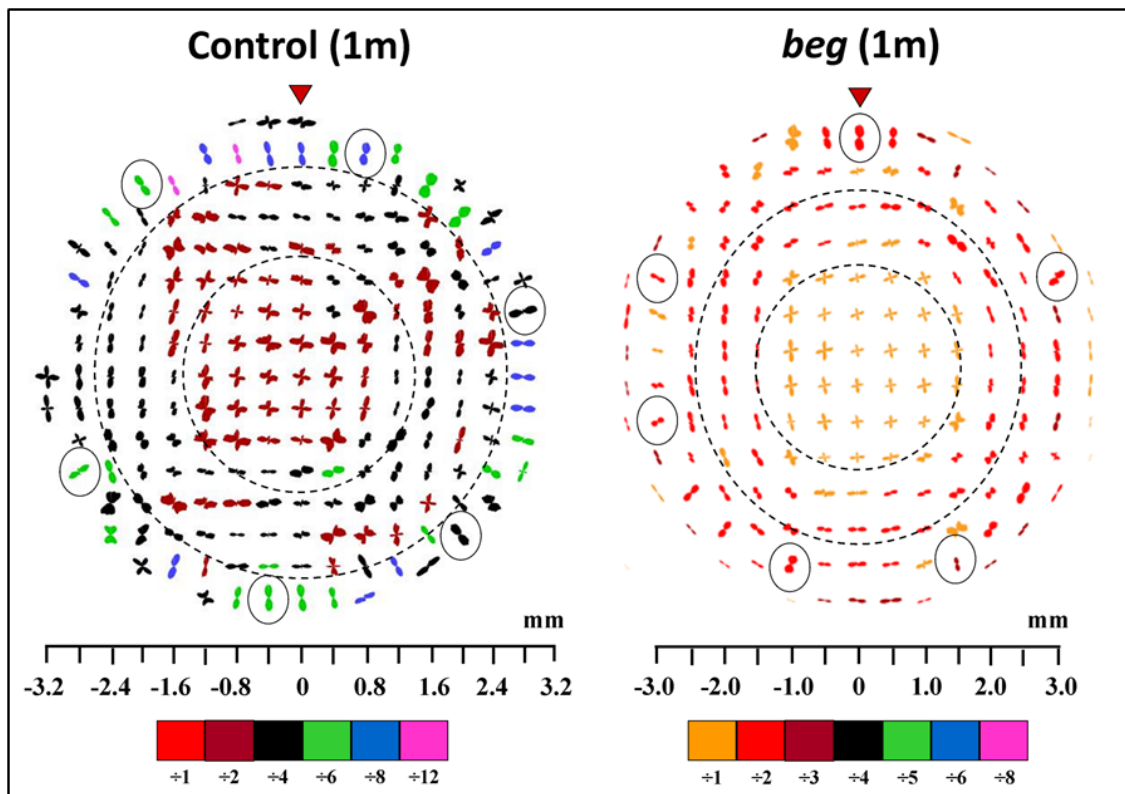 Control (1m)
beg (1m)
mm
-3.2 -2.4 -1.6 -0.8 0 0.8 1.6 2.4 3.2
÷1 ÷2 ÷4 ÷6 ÷8 ÷12
mm
-3.0 -2.0 -1.0 0 1.0 2.0 3.0
÷1 ÷2 ÷3 ÷4 ÷5 ÷6 ÷8